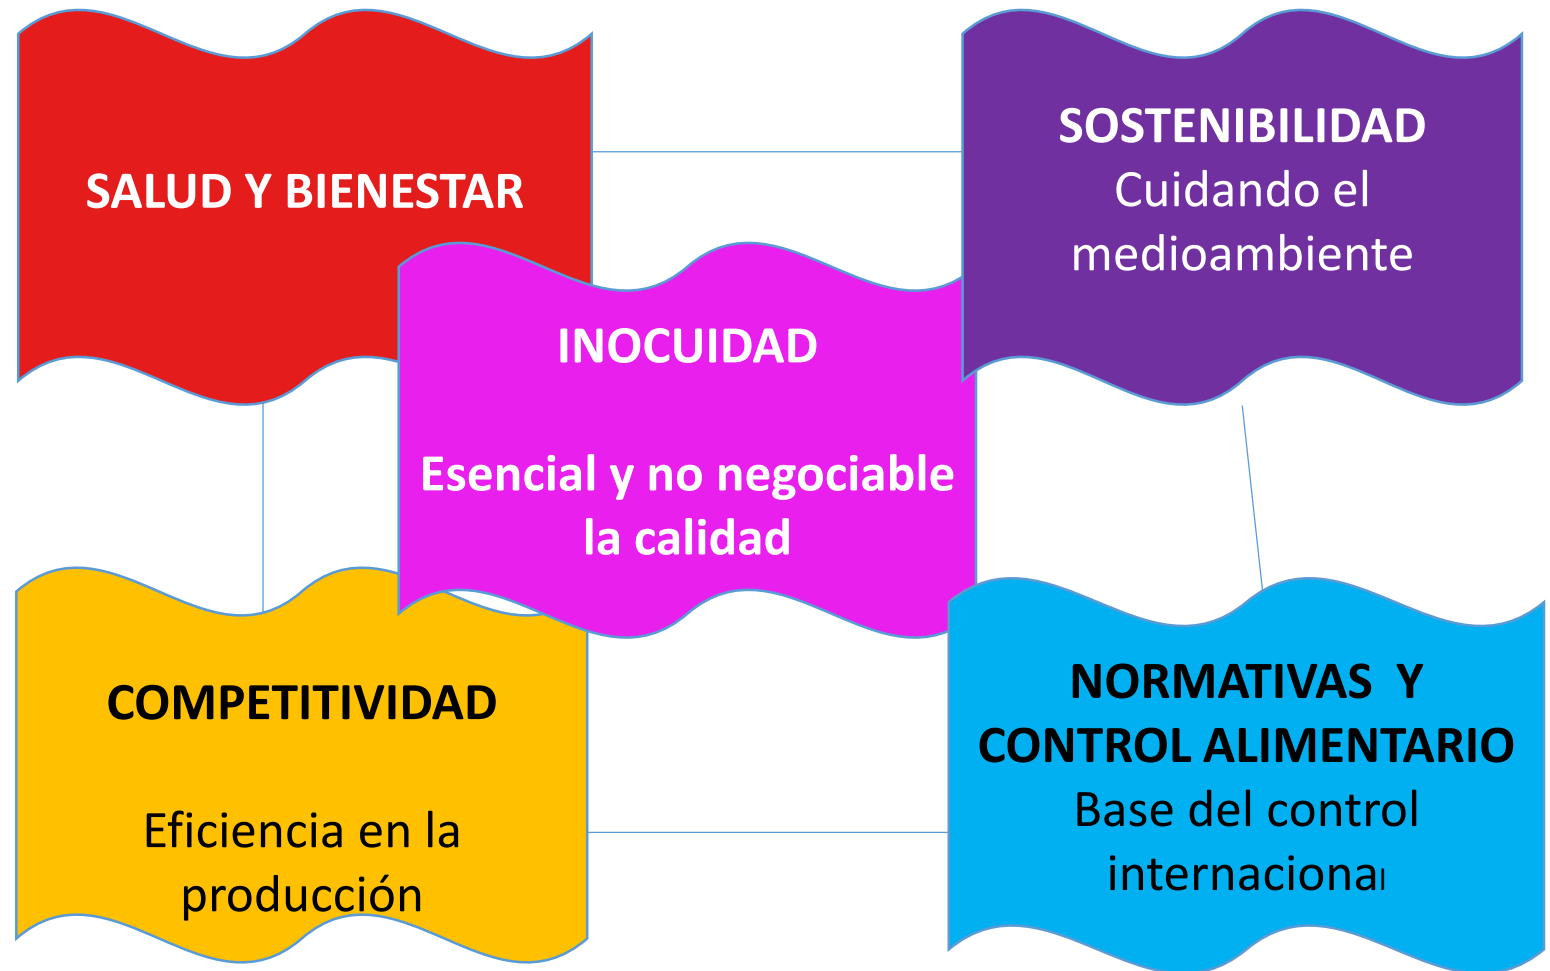 SALUD Y BIENESTAR
SOSTENIBILIDAD
Cuidando el
medioambiente
INOCUIDAD
Esencial y no negociable
la calidad
COMPETITIVIDAD
Eficiencia en la
producción
NORMATIVAS Y
CONTROL ALIMENTARIO
Base del control
internacional